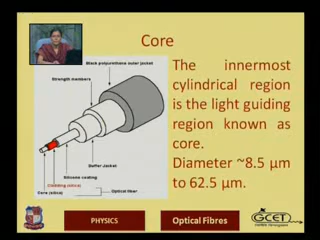 Core
Black polyurethane outer jacket
Strength members
Buffer Jacket
Silicone coating
Cladding (silica)
Core (silica)
Optical fiber
The innermost
cylindrical region
is the light guiding
region known as
core.
Diameter ~8.5 µm
to 62.5 µm.
PHYSICS
Optical Fibres
GCET